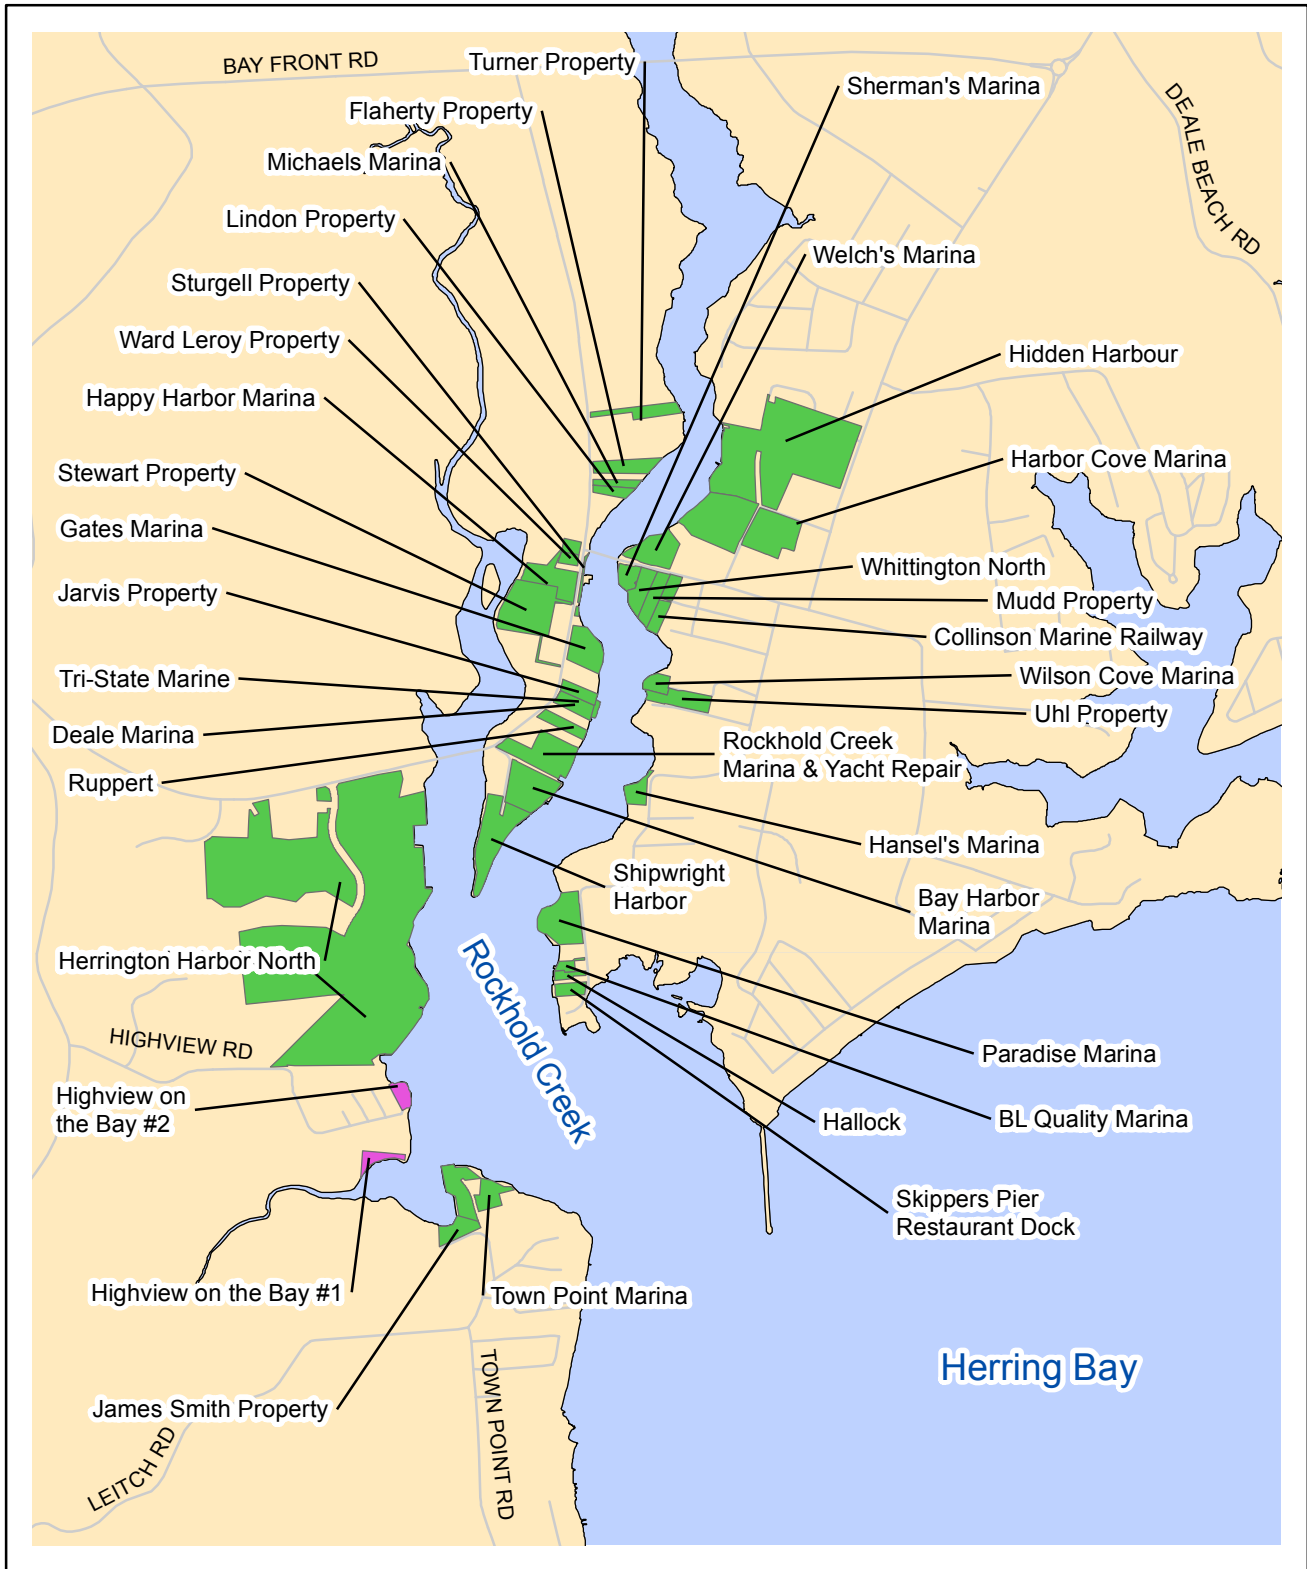 BAY FRONT RD
Turner Property
Sherman's Marina
DEALE BEACH RD
Flaherty Property
Michaels Marina
Lindon Property
Welch's Marina
Sturgell Property
Ward Leroy Property
Hidden Harbour
Happy Harbor Marina
Harbor Cove Marina
Stewart Property
Gates Marina
Whittington North
Jarvis Property
Mudd Property
Collinson Marine Railway
Tri-State Marine
Wilson Cove Marina
Uhl Property
Deale Marina
Rockhold Creek
Marina & Yacht Repair
Ruppert
Hansel's Marina
Shipwright
Harbor
Bay Harbor
Marina
Herrington Harbor North
Rockhold Creek
HIGHVIEW RD
Paradise Marina
Highview on
the Bay #2
Hallock
BL Quality Marina
Skippers Pier
Restaurant Dock
Highview on the Bay #1
Town Point Marina
Herring Bay
James Smith Property
TOWN POINT RD
LEITCH RD